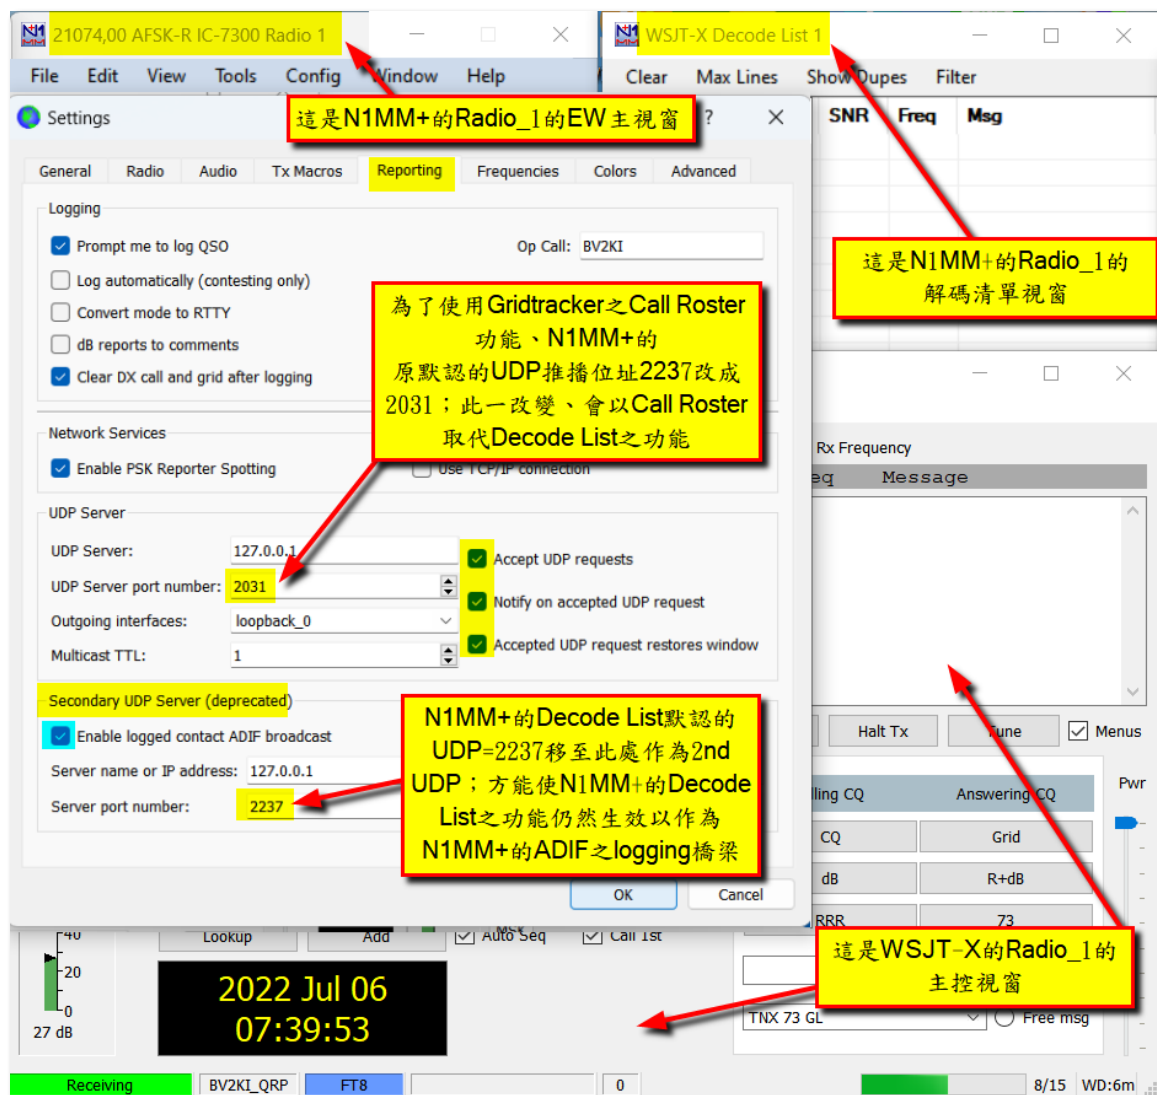 21074,00 AFSK-R IC-7300 Radio 1
WSJT-X Decode List 1
File Edit View Tools Config Window Help
Clear Max Lines Show Dupes Filter
Settings
這是N1MM+的Radio_1的EW主視窗
?
SNR Freq Msg
General Radio Audio Tx Macros Reporting Frequencies Colors Advanced
Logging
Prompt me to log QSO
Op Call: BV2KI
Log automatically (contesting only)
Convert mode to RTTY
dB reports to comments
Clear DX call and grid after logging
這是N1MM+的Radio_1的
解碼清單視窗
為了使用Gridtracker之Call Roster
功能、N1MM+的
原默認的UDP推播位址2237改成
2031；此一改變、會以Call Roster
取代Decode List之功能
Network Services
Enable PSK Reporter Spotting
Use TCP/IP connection
Rx Frequency
eq Message
UDP Server
UDP Server: 127.0.0.1
Accept UDP requests
UDP Server port number: 2031
Notify on accepted UDP request
Outgoing interfaces: loopback_0
Accepted UDP request restores window
Multicast TTL: 1
Secondary UDP Server (deprecated)
Enable logged contact ADIF broadcast
Server name or IP address: 127.0.0.1
Server port number: 2237
N1MM+的Decode List默認的
UDP=2237移至此處作為2nd
UDP；方能使N1MM+的Decode
List之功能仍然生效以作為
N1MM+的ADIF之logging橋梁
OK Cancel
Halt Tx Tune Menus
lling CQ Answering CQ Pwr
CQ Grid
dB R+dB
RRR 73
Lookup Add Auto Seq Call 1st
這是WSJT-X的Radio_1的
主控視窗
40
20
0
27 dB
2022 Jul 06
07:39:53
TNX 73 GL Free msg
Receiving BV2KI_QRP FT8 0 8/15 WD:6m